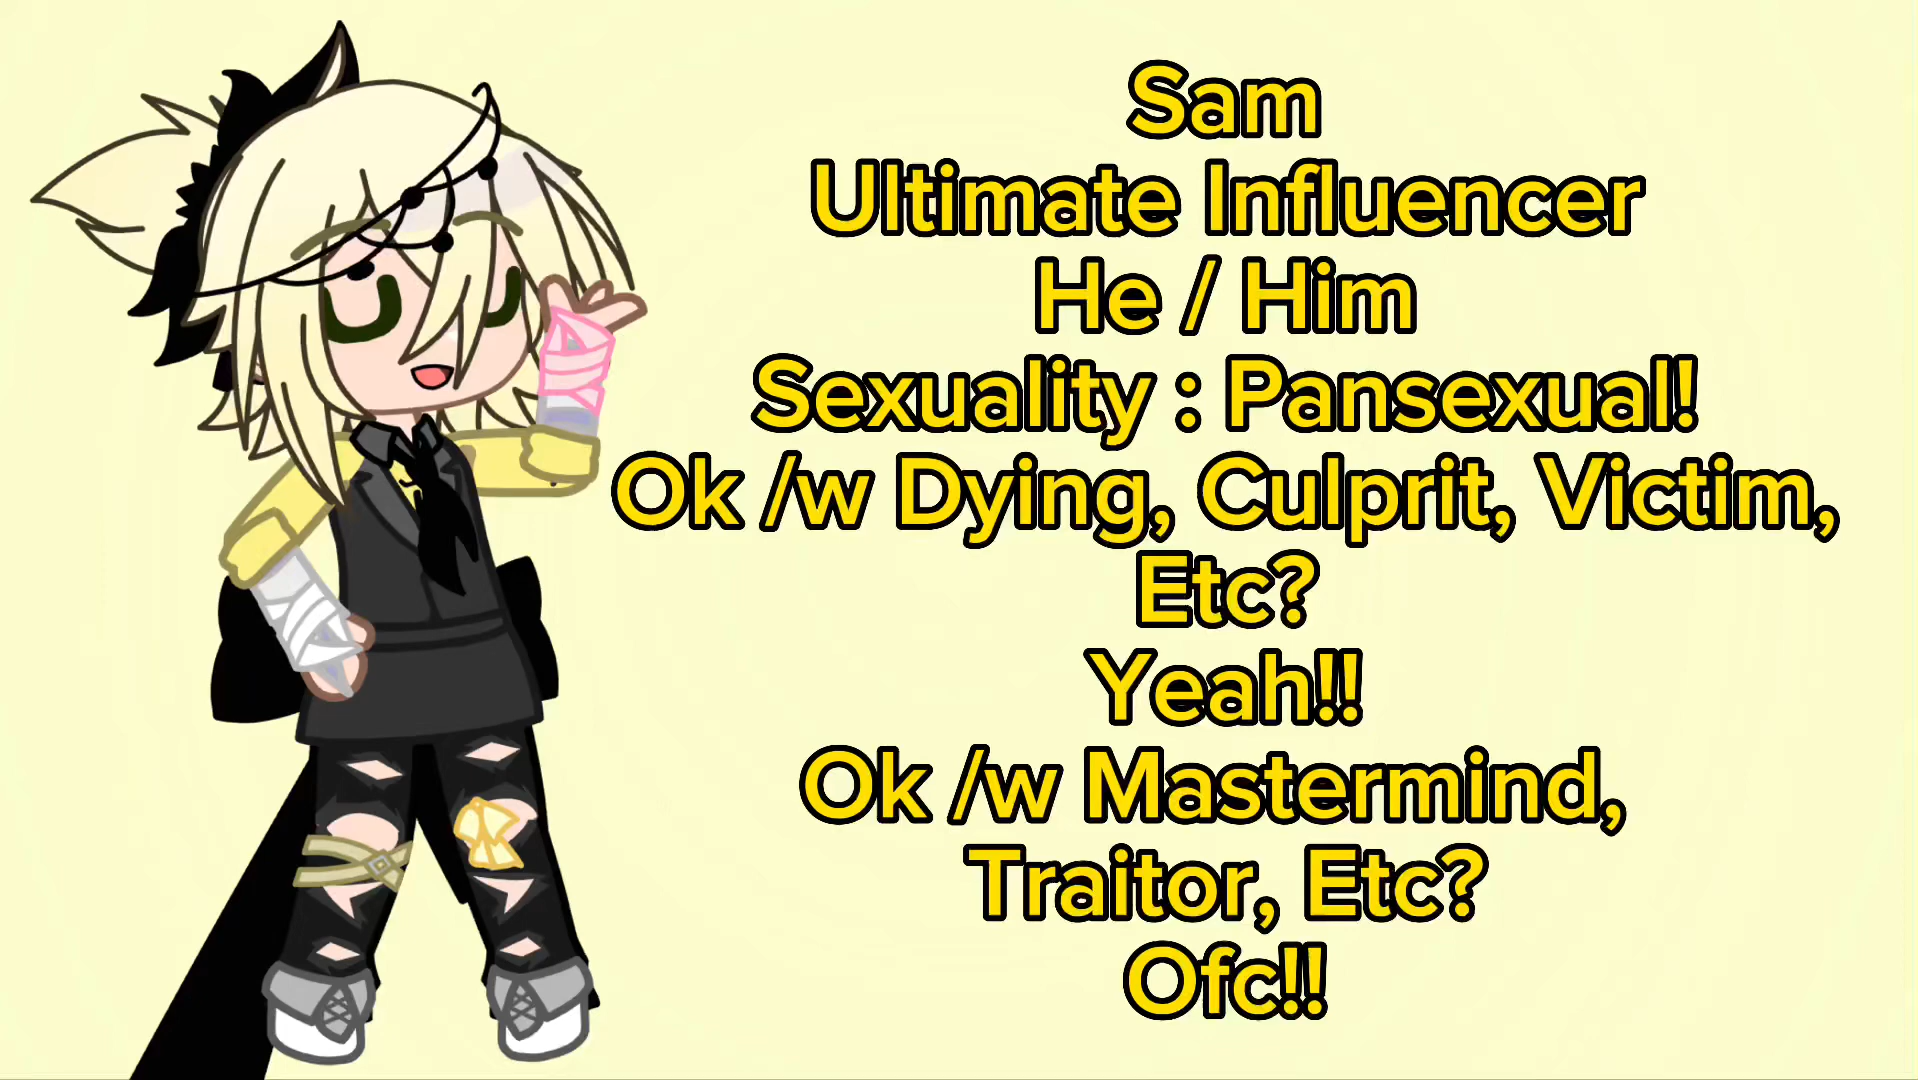 Sam
Ultimate Influencer
He / Him
Sexuality : Pansexual!
Ok /w Dying, Culprit, Victim,
Etc?
Yeah!!
Ok /w Mastermind,
Traitor, Etc?
Ofc!!